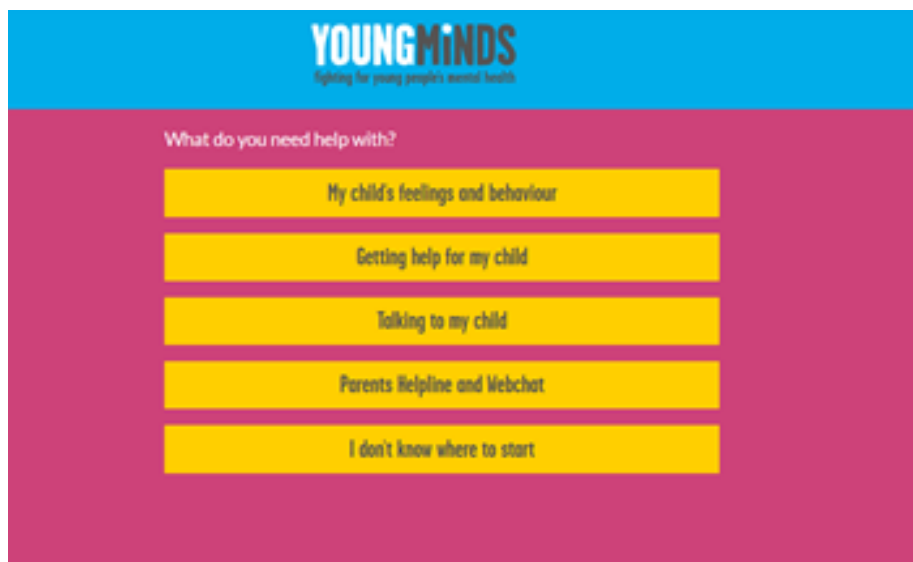 YOUNGMiNDS
fighting for young people's mental health
What do you need help with?
My child's feelings and behaviour
Getting help for my child
Talking to my child
Parents Helpline and Webchat
I don't know where to start